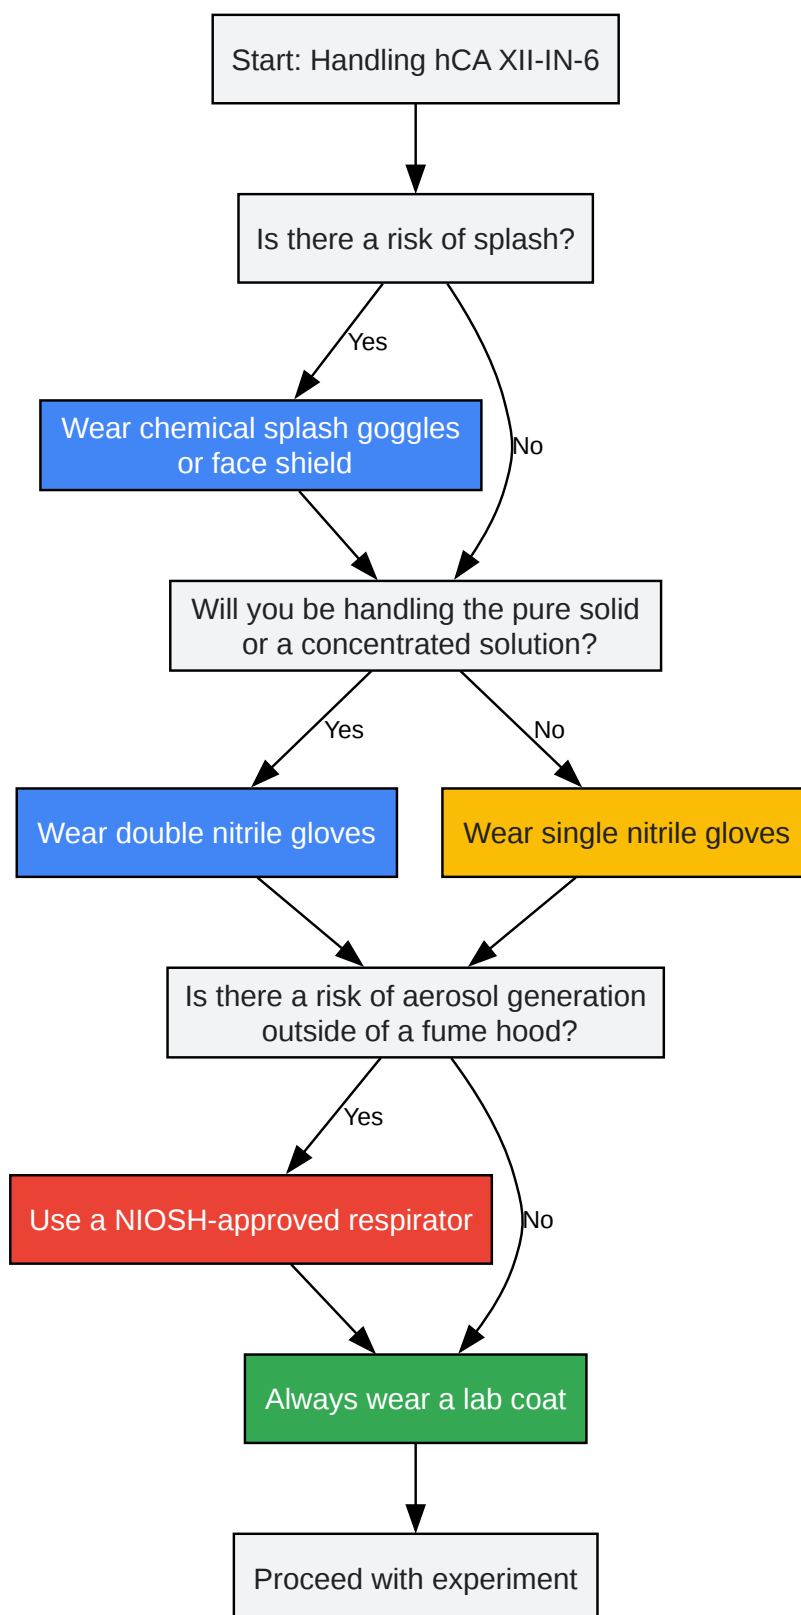 Start: Handling hCA XII-IN-6
Is there a risk of splash?
Yes
Wear chemical splash goggles
or face shield
No
Will you be handling the pure solid
or a concentrated solution?
Yes
No
Wear double nitrile gloves
Wear single nitrile gloves
Is there a risk of aerosol generation
outside of a fume hood?
Yes
Use a NIOSH-approved respirator
No
Always wear a lab coat
Proceed with experiment